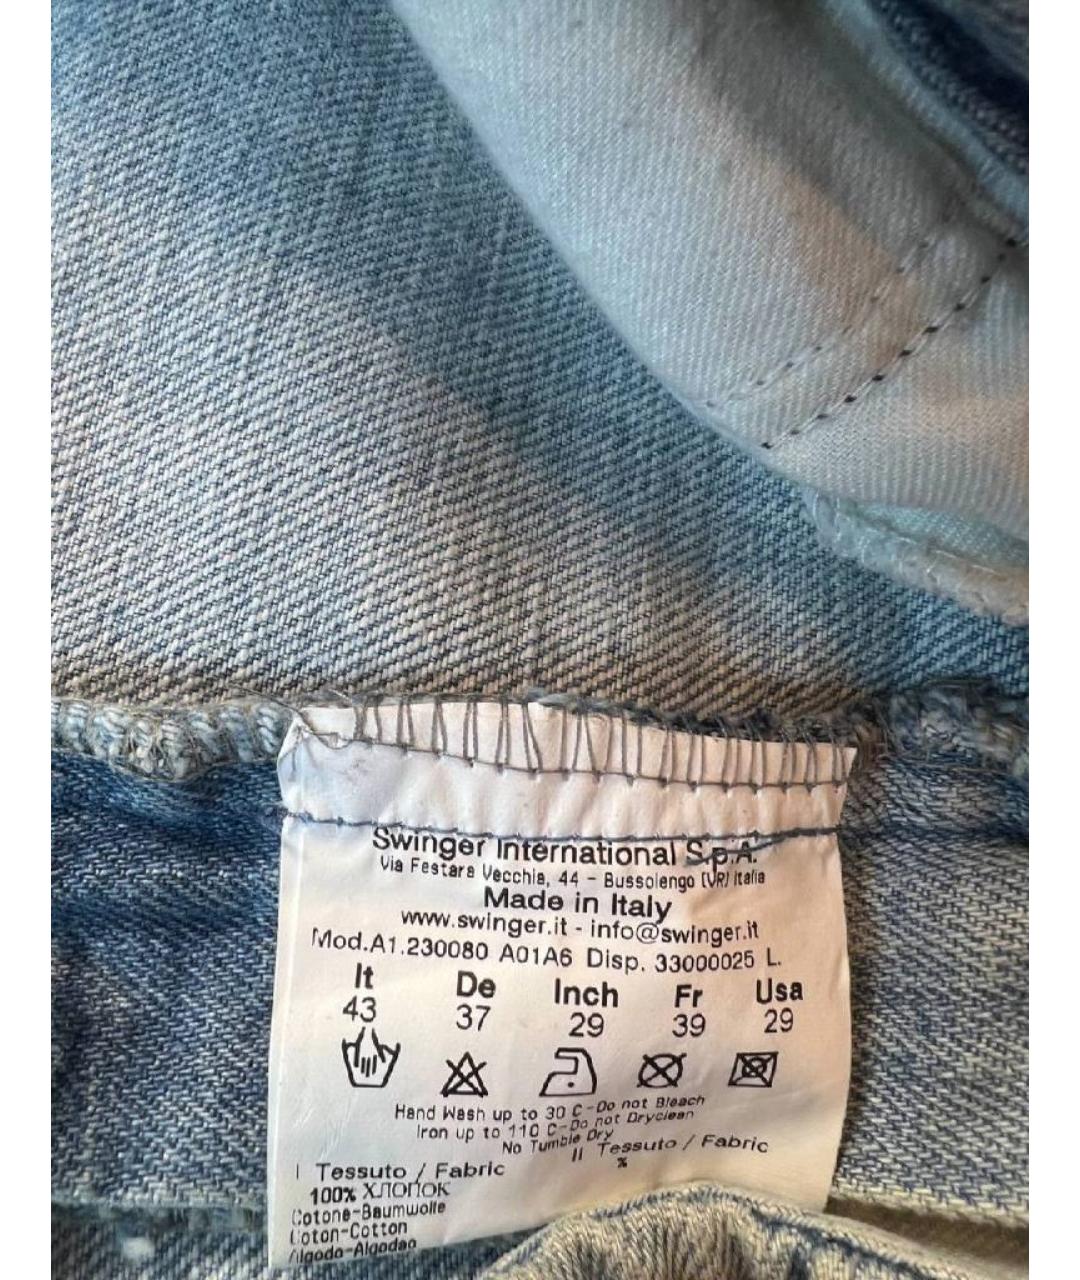 Swinger International S.p.A.
Via Festara Vecchia, 44 - Bussolengo (VR) Italia
Made in Italy
www.swinger.it - info@swinger.it
Mod.A1.230080 A01A6 Disp. 33000025 L.
It De Inch Fr Usa
43 37 29 39 29
Hand Wash up to 30 C-Do not Bleach
Iron up to 110 C-Do not Dryclean
No Tumble Dry
I Tessuto / Fabric II Tessuto / Fabric
%
100% ХЛОПОК
Cotone-Baumwolle
Coton-Cotton
Algodo-Algodao